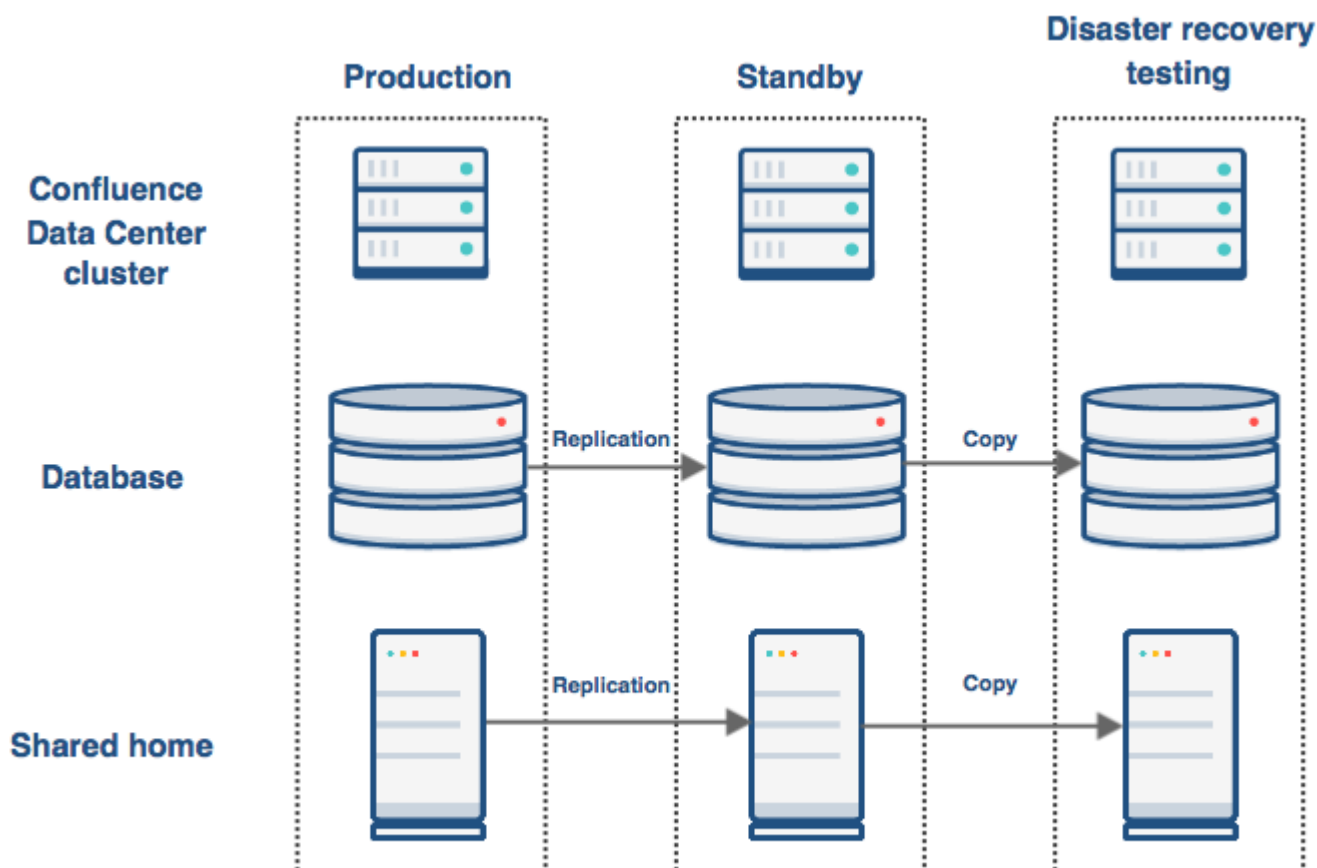 Disaster recovery
testing
Production
Standby
Confluence
Data Center
cluster
Database
Replication
Copy
Shared home
Replication
Copy